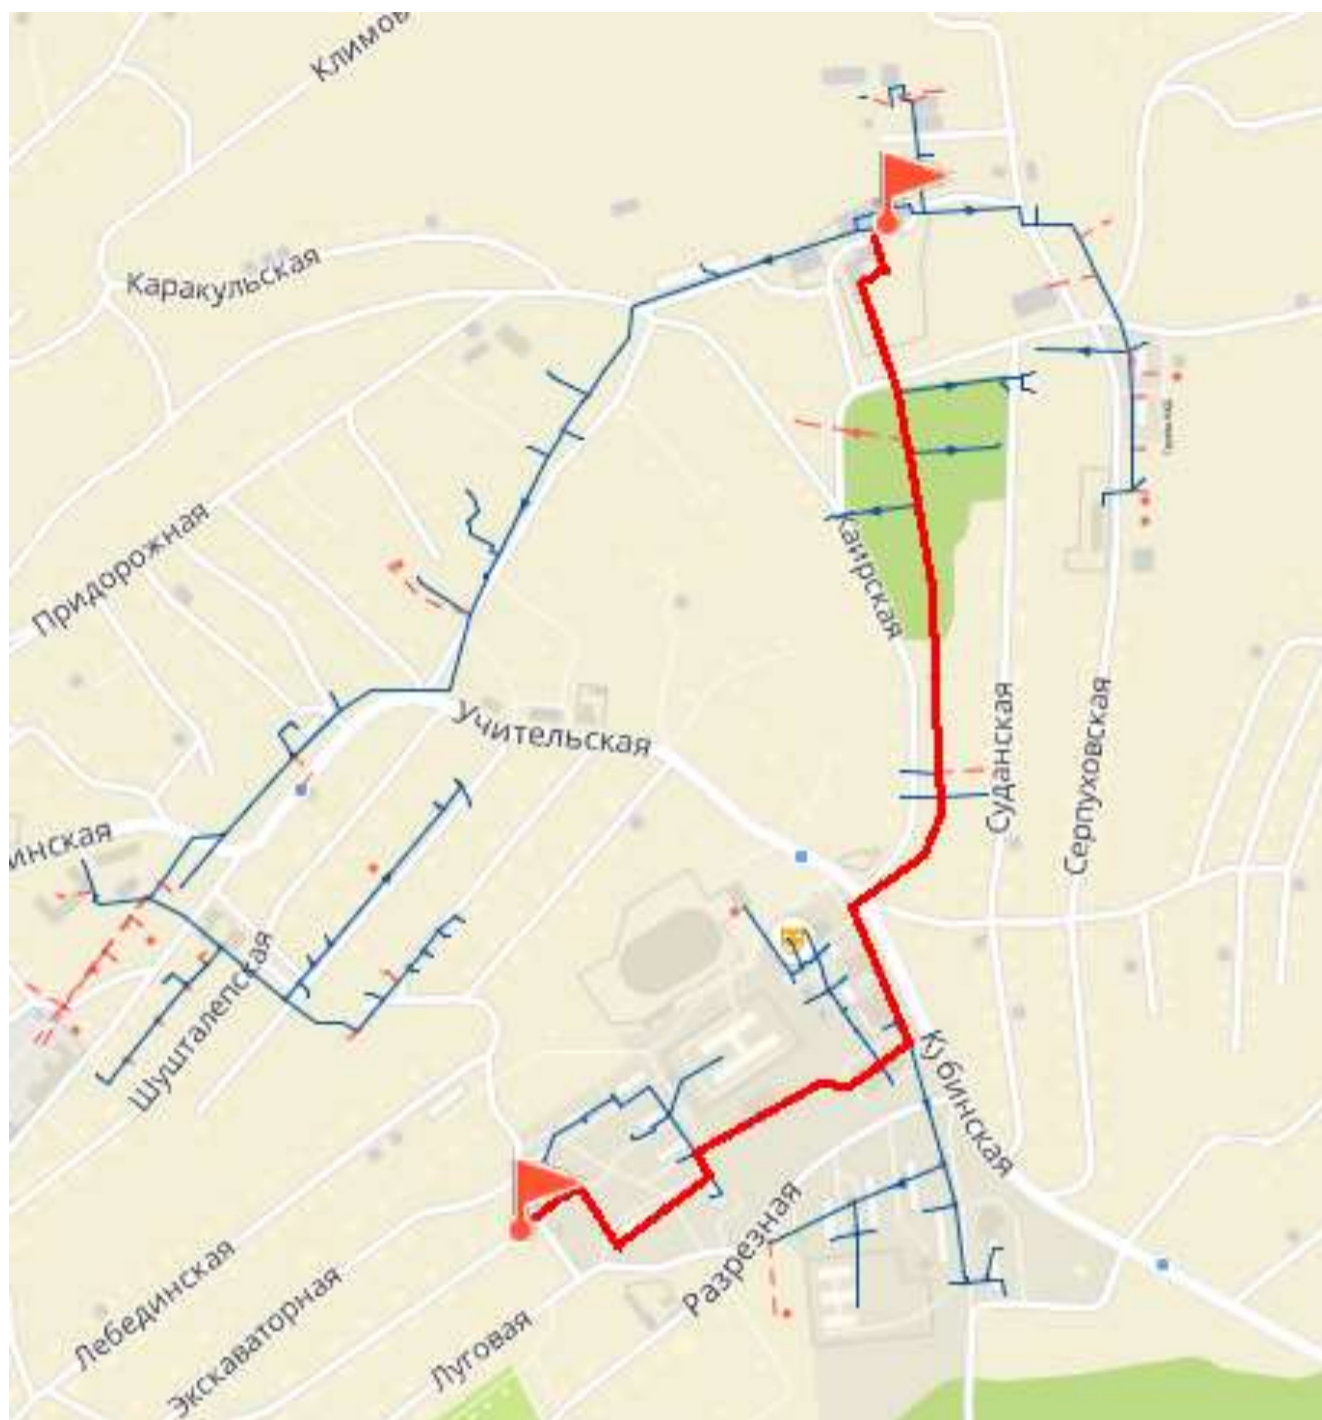 Климов
Каракульская
Придорожная
Каирская
Учительская
Суданская
Серпуховская
инская
Шушталепская
Кубинская
Разрезная
Лебединская
Экскаваторная
Луговая